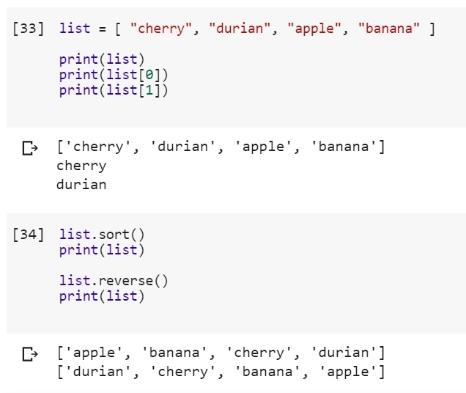 [33] list = [ "cherry", "durian", "apple", "banana" ]
print(list)
print(list[0])
print(list[1])
['cherry', 'durian', 'apple', 'banana']
cherry
durian
[34] list.sort()
print(list)
list.reverse()
print(list)
['apple', 'banana', 'cherry', 'durian']
['durian', 'cherry', 'banana', 'apple']